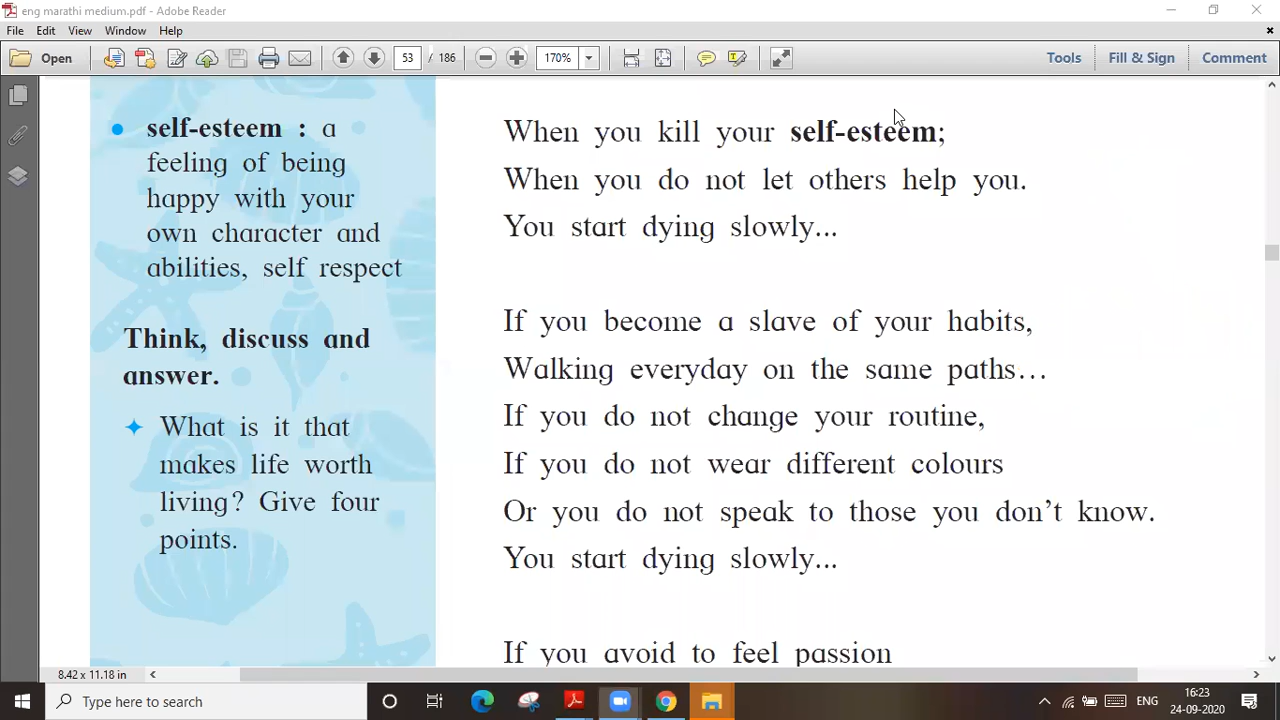 eng marathi medium.pdf - Adobe Reader
File Edit View Window Help
Open 53 / 186 170% Tools Fill & Sign Comment
self-esteem : a
feeling of being
happy with your
own character and
abilities, self respect
Think, discuss and
answer.
What is it that
makes life worth
living? Give four
points.
When you kill your self-esteem;
When you do not let others help you.
You start dying slowly...
If you become a slave of your habits,
Walking everyday on the same paths...
If you do not change your routine,
If you do not wear different colours
Or you do not speak to those you don't know.
You start dying slowly...
If you avoid to feel passion
8.42 x 11.18 in
Type here to search
ENG
16:23
24-09-2020